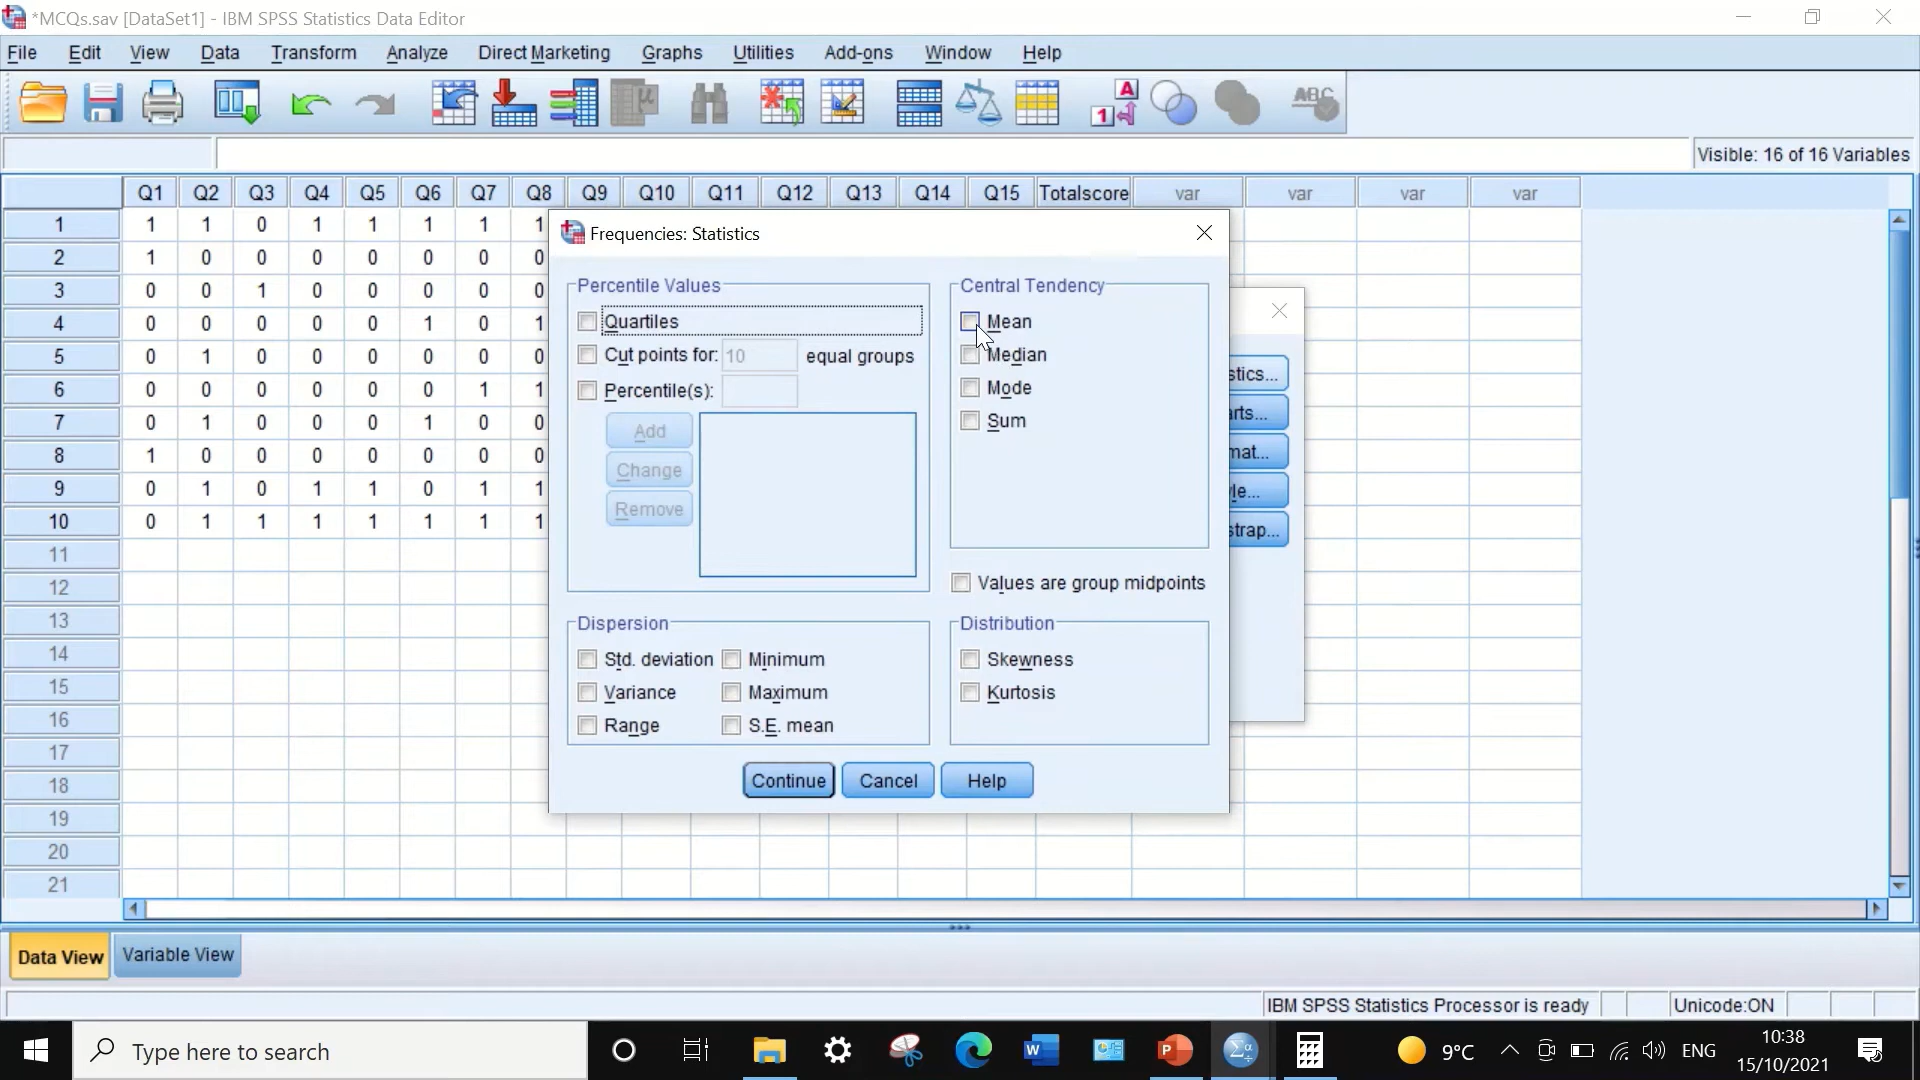 *MCQs.sav [DataSet1] - IBM SPSS Statistics Data Editor
File Edit View Data Transform Analyze Direct Marketing Graphs Utilities Add-ons Window Help
1 A ABC
Visible: 16 of 16 Variables
Q1 Q2 Q3 Q4 Q5 Q6 Q7 Q8 Q9 Q10 Q11 Q12 Q13 Q14 Q15 Totalscore var var var var
1 1 1 0 1 1 1 1 1
2 1 0 0 0 0 0 0 0
3 0 0 1 0 0 0 0 0
4 0 0 0 0 0 1 0 1
5 0 1 0 0 0 0 0 0
6 0 0 0 0 0 0 1 1
7 0 1 0 0 0 1 0 0
8 1 0 0 0 0 0 0 0
9 0 1 0 1 1 0 1 1
10 0 1 1 1 1 1 1 1
11
12
13
14
15
16
17
18
19
20
21
Frequencies: Statistics
Percentile Values
Quartiles
Cut points for: 10 equal groups
Percentile(s):
Add
Change
Remove
Central Tendency
Mean
Median
Mode
Sum
Values are group midpoints
Dispersion
Std. deviation Minimum
Variance Maximum
Range S.E. mean
Distribution
Skewness
Kurtosis
Continue Cancel Help
stics...
arts...
mat...
le...
strap...
Data View Variable View
IBM SPSS Statistics Processor is ready Unicode:ON
Type here to search
9°C ENG
10:38
15/10/2021